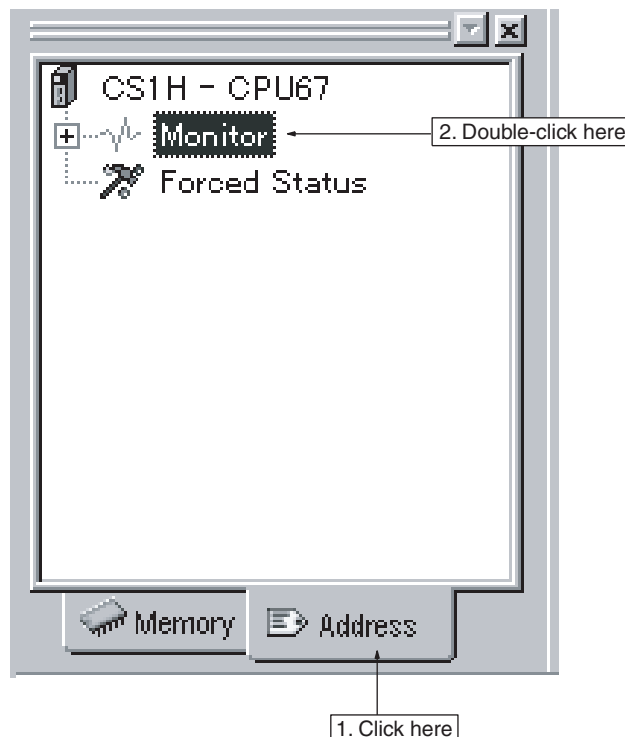 CS1H - CPU67
Monitor
2. Double-click here
Forced Status
Memory
Address
1. Click here